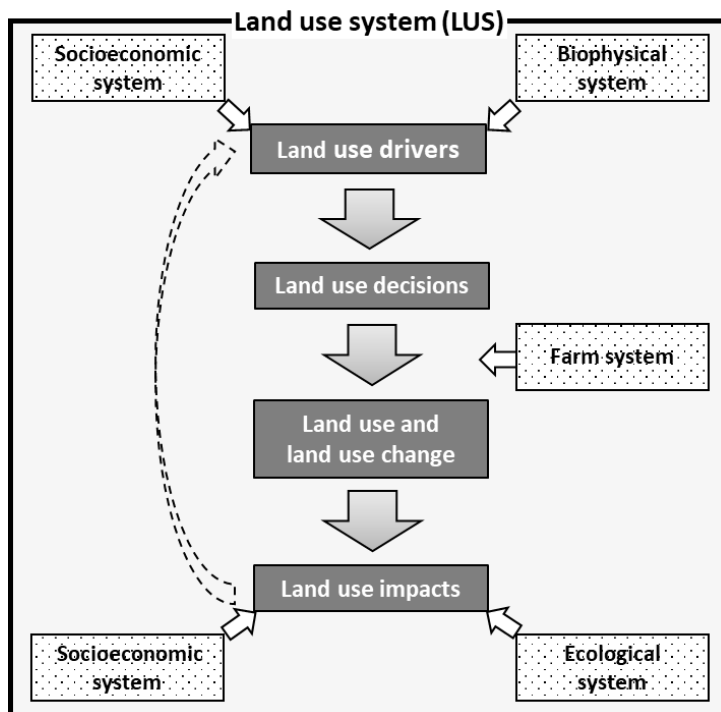 Land use system (LUS)
Socioeconomic
system
Biophysical
system
Land use drivers
Land use decisions
Farm system
Land use and
land use change
Land use impacts
Socioeconomic
system
Ecological
system